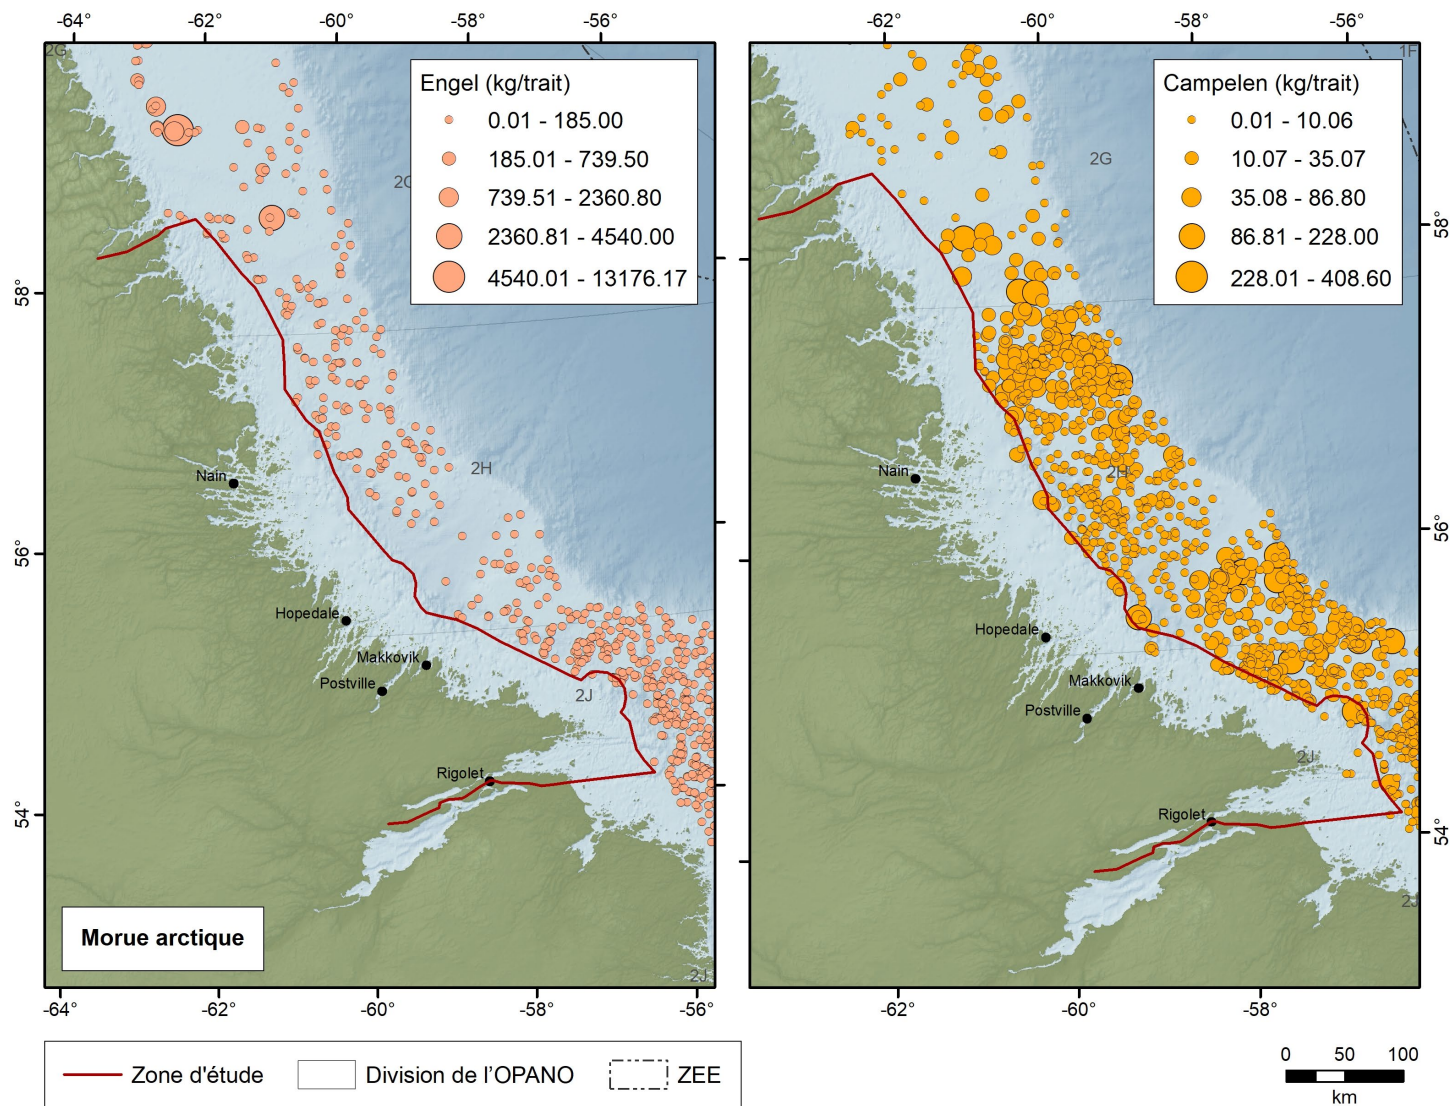 -64°
-62°
-60°
-58°
-56°
-62°
-60°
-58°
-56°
2G
Engel (kg/trait)
0.01 - 185.00
185.01 - 739.50
739.51 - 2360.80
2360.81 - 4540.00
4540.01 - 13176.17
2H
Nain
Hopedale
Makkovik
Postville
2J
Rigolet
Morue arctique
2J
58°
56°
54°
1F
Campelen (kg/trait)
0.01 - 10.06
10.07 - 35.07
35.08 - 86.80
86.81 - 228.00
228.01 - 408.60
2G
2H
Nain
Hopedale
Makkovik
Postville
2J
Rigolet
58°
56°
54°
-64°
-62°
-60°
-58°
-56°
-62°
-60°
-58°
Zone d'étude
Division de l’OPANO
ZEE
0 50 100
km